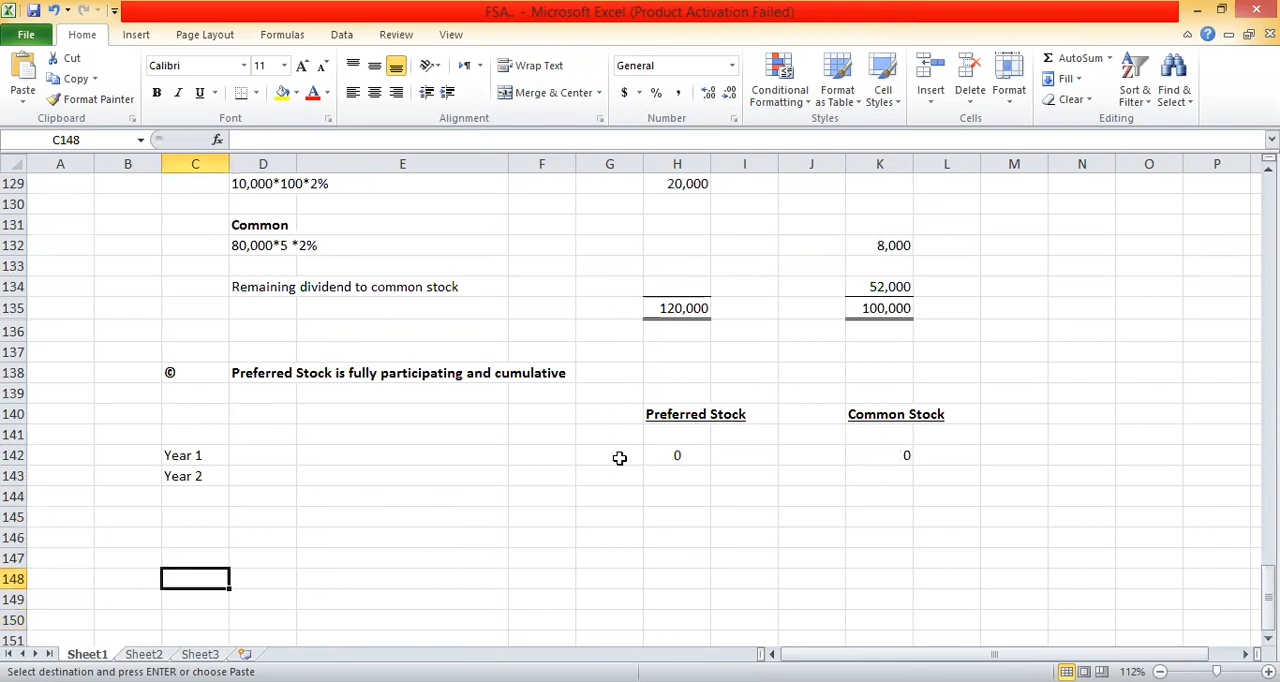 FSA.. - Microsoft Excel (Product Activation Failed)
File Home Insert Page Layout Formulas Data Review View
Paste Cut Copy Format Painter Clipboard
Calibri 11 B I U A A A Font
Wrap Text Merge & Center Alignment
General $ % , Number
Conditional Formatting Format as Table Cell Styles Styles
Insert Delete Format Cells
Σ AutoSum Fill Clear Sort & Filter Find & Select Editing
C148 fx
A B C D E F G H I J K L M N O P
129 10,000*100*2% 20,000
130
131 Common
132 80,000*5 *2% 8,000
133
134 Remaining dividend to common stock 52,000
135 120,000 100,000
136
137
138 © Preferred Stock is fully participating and cumulative
139
140 Preferred Stock Common Stock
141
142 Year 1 0 0
143 Year 2
144
145
146
147
148
149
150
151
Sheet1 Sheet2 Sheet3
Select destination and press ENTER or choose Paste 112%